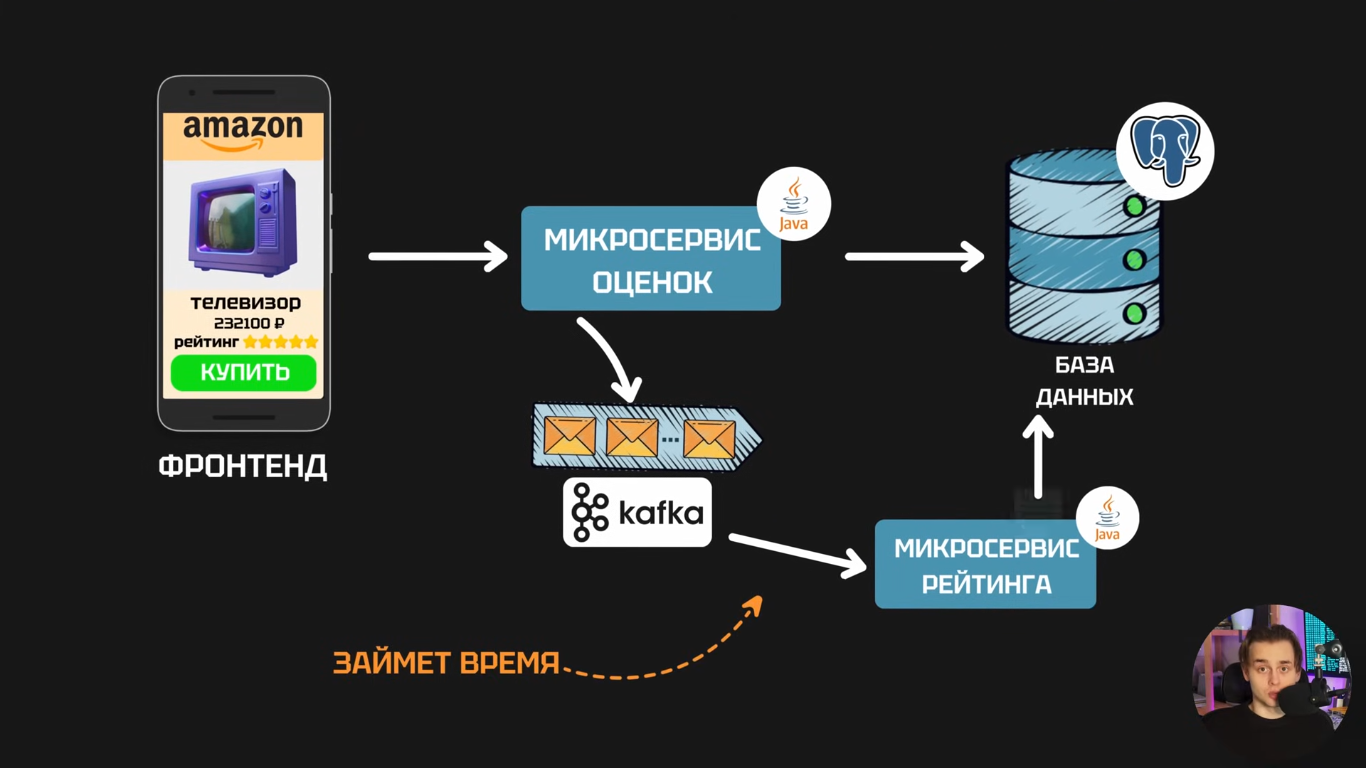 amazon
телевизор
232100 ₽
рейтинг
КУПИТЬ
ФРОНТЕНД
МИКРОСЕРВИС
ОЦЕНОК
Java
kafka
ЗАЙМЕТ ВРЕМЯ
МИКРОСЕРВИС
РЕЙТИНГА
Java
БАЗА
ДАННЫХ